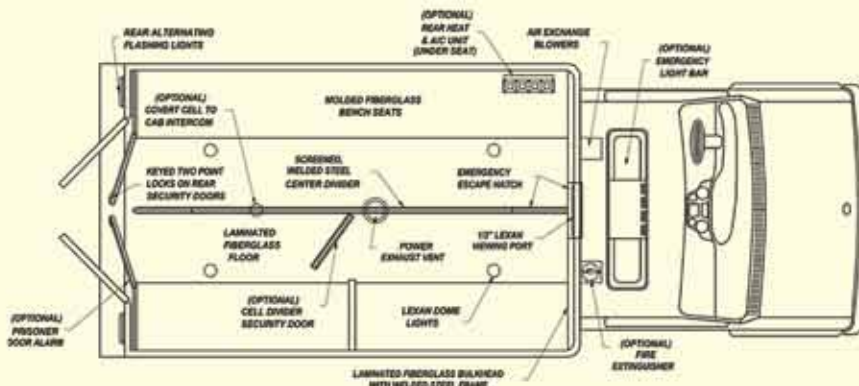 REAR ALTERNATING
FLASHING LIGHTS
(OPTIONAL)
COVERT CELL TO
CAB INTERCOM
KEYED TWO POINT
LOCKS ON REAR
SECURITY DOORS
(OPTIONAL)
REAR HEAT
& A/C UNIT
(UNDER SEAT)
AIR EXCHANGE
BLOWERS
(OPTIONAL)
EMERGENCY
LIGHT BAR
MOLDED FIBERGLASS
BENCH SEATS
SCREENED,
WELDED STEEL
CENTER DIVIDER
EMERGENCY
ESCAPE HATCH
LAMINATED
FIBERGLASS
FLOOR
POWER
EXHAUST VENT
1/2" LEXAN
VIEWING PORT
(OPTIONAL)
PRISONER
DOOR ALARM
(OPTIONAL)
CELL DIVIDER
SECURITY DOOR
LEXAN DOME
LIGHTS
(OPTIONAL)
FIRE
EXTINGUISHER
LAMINATED FIBERGLASS BULKHEAD
WITH WELDED STEEL FRAME